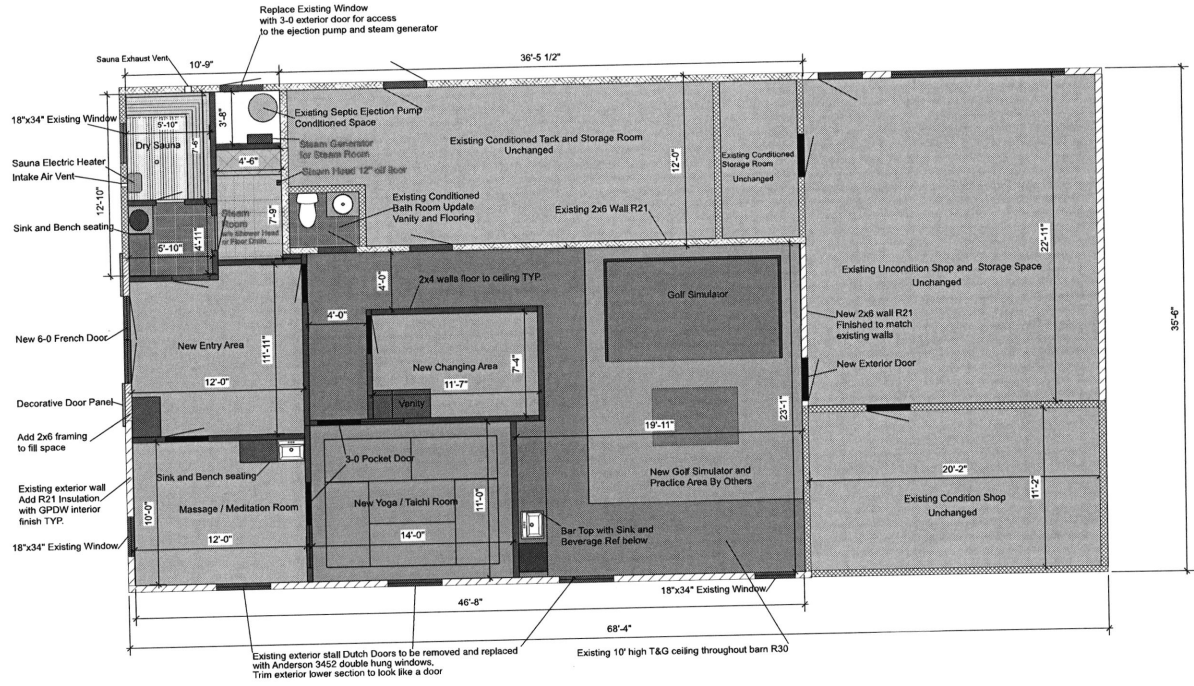 Replace Existing Window
with 3-0 exterior door for access
to the ejection pump and steam generator
Sauna Exhaust Vent
10'-9"
36'-5 1/2"
18"x34" Existing Window
5'-10"
3'-8"
Existing Septic Ejection Pump
Conditioned Space
Dry Sauna
7'-6"
Steam Generator
for Steam Room
Existing Conditioned Tack and Storage Room
Unchanged
Existing Conditioned
Storage Room
Unchanged
12'-0"
Sauna Electric Heater
Intake Air Vent
4'-6"
Steam Head 12" off floor
12'-10"
Existing Conditioned
Bath Room Update
Vanity and Flooring
Existing 2x6 Wall R21
Sink and Bench seating
Steam
Room
w/o Shower Head
or Floor Drain
7'-9"
5'-10"
4'-11"
22'-11"
Existing Uncondition Shop and Storage Space
Unchanged
35'-6"
4'-0"
2x4 walls floor to ceiling TYP.
Golf Simulator
4'-0"
New 2x6 wall R21
Finished to match
existing walls
New 6-0 French Door
New Entry Area
11'-11"
New Changing Area
7'-4"
New Exterior Door
12'-0"
11'-7"
Decorative Door Panel
Vanity
23'-1"
Add 2x6 framing
to fill space
19'-11"
3-0 Pocket Door
Sink and Bench seating
New Golf Simulator and
Practice Area By Others
20'-2"
11'-2"
Existing Condition Shop
Unchanged
Existing exterior wall
Add R21 Insulation.
with GPDW interior
finish TYP.
10'-0"
Massage / Meditation Room
New Yoga / Taichi Room
11'-0"
Bar Top with Sink and
Beverage Ref below
12'-0"
14'-0"
18"x34" Existing Window
18"x34" Existing Window
46'-8"
68'-4"
Existing exterior stall Dutch Doors to be removed and replaced
with Anderson 3452 double hung windows,
Trim exterior lower section to look like a door
Existing 10' high T&G ceiling throughout barn R30